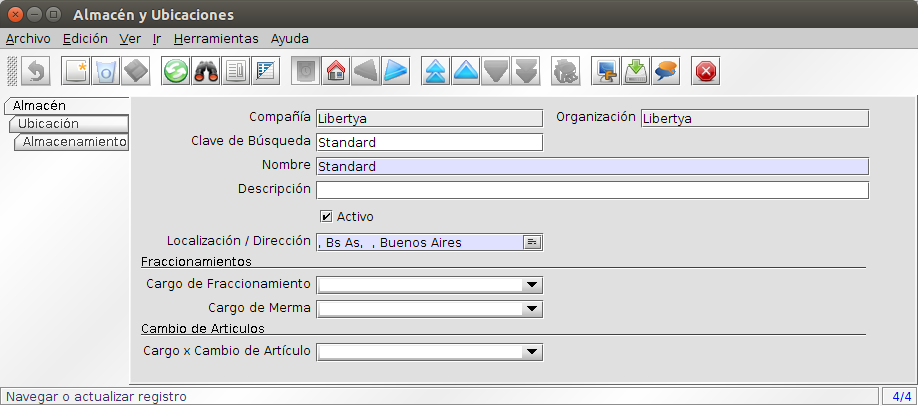 Almacén y Ubicaciones
Archivo Edición Ver Ir Herramientas Ayuda
Almacén
Ubicación
Almacenamiento
Compañía Libertya Organización Libertya
Clave de Búsqueda Standard
Nombre Standard
Descripción
Activo
Localización / Dirección , Bs As, , Buenos Aires
Fraccionamientos
Cargo de Fraccionamiento
Cargo de Merma
Cambio de Articulos
Cargo x Cambio de Artículo
Navegar o actualizar registro 4/4